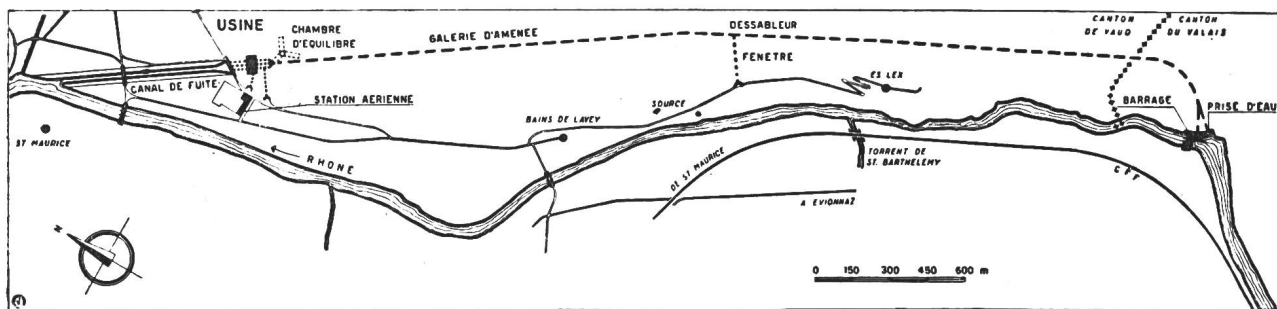 USINE
CHAMBRE
D'EQUILIBRE
GALERIE D'AMENEE
DESSABLEUR
FENETRE
CANTON
DE VAUD
CANTON
DU VALAIS
CANAL DE FUITE
STATION AERIENNE
SOURCE
ES LEX
BARRAGE
PRISE D'EAU
ST MAURICE
BAINS DE LAVEY
RHONE
DE ST MAURICE
TORRENT DE
ST. BARTHELEMY
C.F.F.
A EVIONNAZ
N
0 150 300 450 600 m